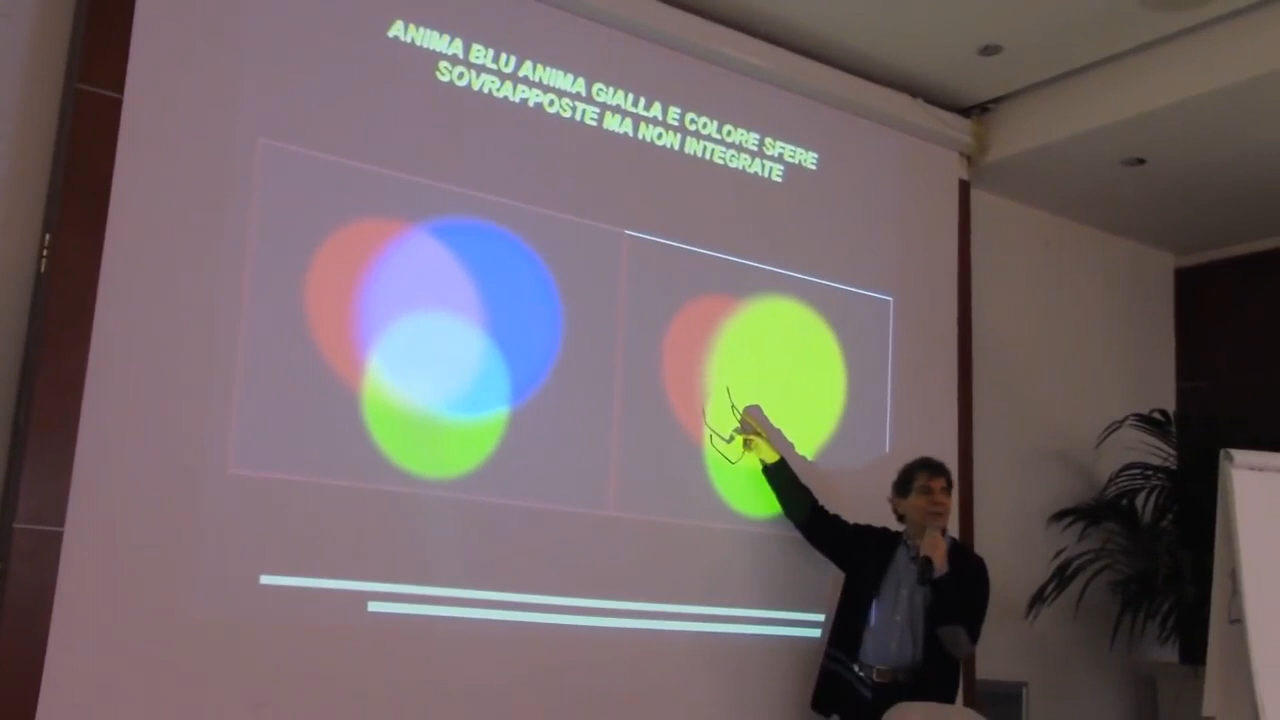 ANIMA BLU ANIMA GIALLA E COLORE SFERE
SOVRAPPOSTE MA NON INTEGRATE